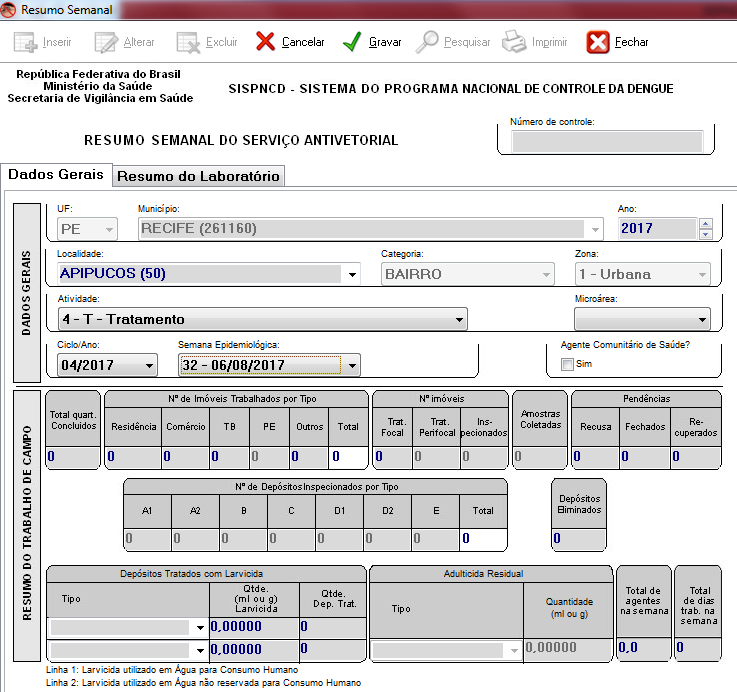 Resumo Semanal
Inserir Alterar Excluir Cancelar Gravar Pesquisar Imprimir Fechar
República Federativa do Brasil
Ministério da Saúde
Secretaria de Vigilância em Saúde
SISPNCD - SISTEMA DO PROGRAMA NACIONAL DE CONTROLE DA DENGUE
RESUMO SEMANAL DO SERVIÇO ANTIVETORIAL
Número de controle:
Dados Gerais Resumo do Laboratório
DADOS GERAIS
UF: Município: Ano:
PE RECIFE (261160) 2017
Localidade: Categoria: Zona:
APIPUCOS (50) BAIRRO 1 - Urbana
Atividade: Microárea:
4 - T - Tratamento
Ciclo/Ano: Semana Epidemiológica: Agente Comunitário de Saúde?
04/2017 32 - 06/08/2017 Sim
RESUMO DO TRABALHO DE CAMPO
Total quart. Concluídos
Nº de Imóveis Trabalhados por Tipo
Residência Comércio TB PE Outros Total
Nº imóveis
Trat. Focal Trat. Perifocal Ins-pecionados
Amostras Coletadas
Pendências
Recusa Fechados Re-cuperados
0 0 0 0 0 0 0 0 0 0 0 0 0 0
Nº de Depósitos Inspecionados por Tipo
A1 A2 B C D1 D2 E Total
Depósitos Eliminados
0 0 0 0 0 0 0 0 0
Depósitos Tratados com Larvicida
Tipo Qtde. (ml ou g) Larvicida Qtde. Dep. Trat.
Adulticida Residual
Tipo Quantidade (ml ou g)
Total de agentes na semana
Total de dias trab. na semana
0,00000 0
0,00000 0 0,00000 0,0 0
Linha 1: Larvicida utilizado em Água para Consumo Humano
Linha 2: Larvicida utilizado em Água não reservada para Consumo Humano